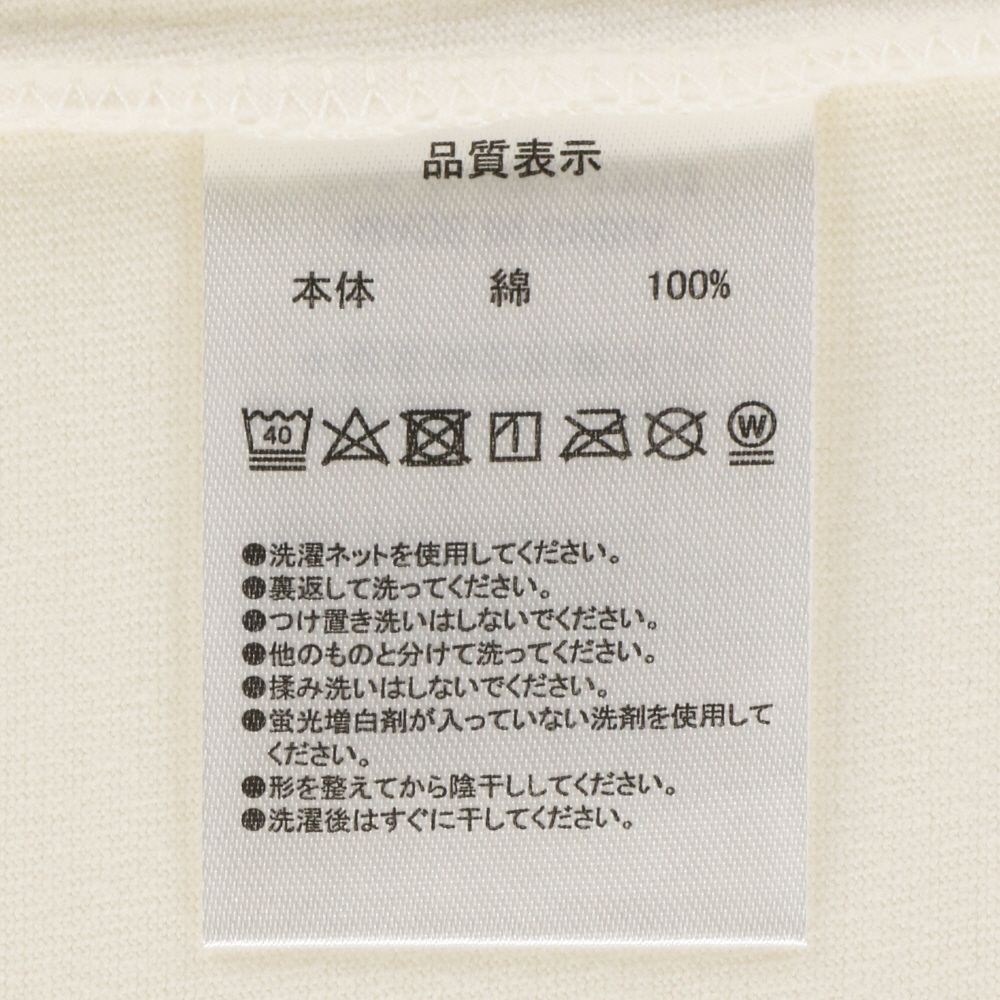 品質表示
本体 綿 100%
40 W
●洗濯ネットを使用してください。
●裏返して洗ってください。
●つけ置き洗いはしないでください。
●他のものと分けて洗ってください。
●揉み洗いはしないでください。
●蛍光増白剤が入っていない洗剤を使用して
ください。
●形を整えてから陰干ししてください。
●洗濯後はすぐに干してください。